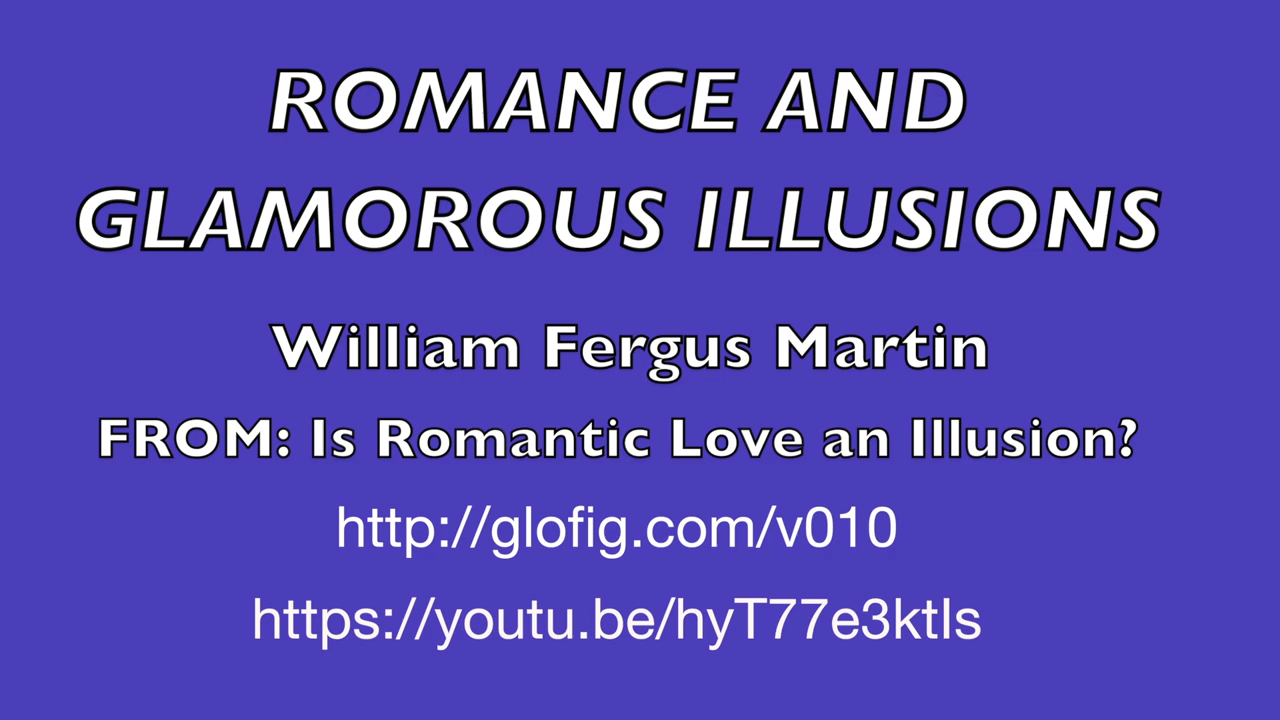 ROMANCE AND
GLAMOROUS ILLUSIONS
William Fergus Martin
FROM: Is Romantic Love an Illusion?
http://glofig.com/v010
https://youtu.be/hyT77e3ktIs